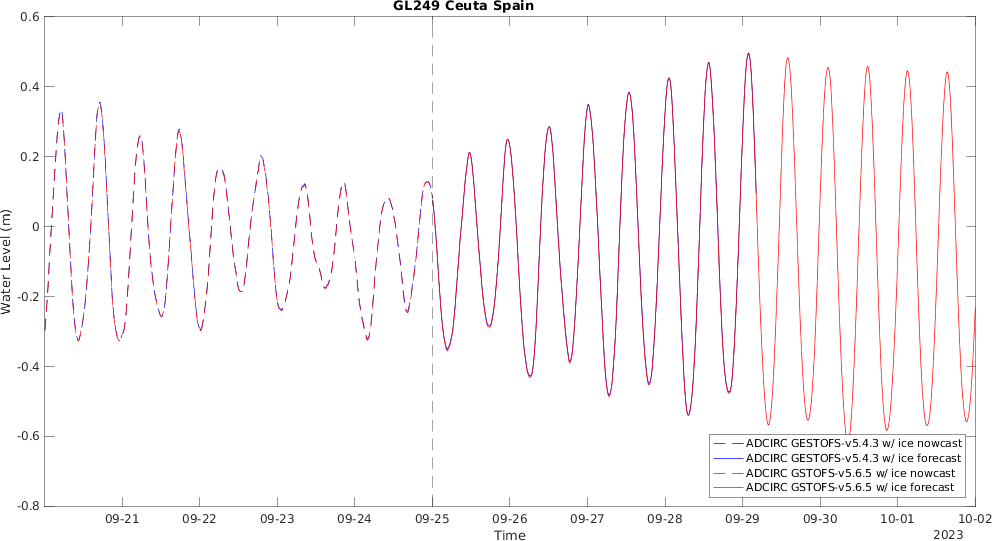 GL249 Ceuta Spain
0.6
0.4
0.2
0
-0.2
-0.4
-0.6
-0.8
Water Level (m)
ADCIRC GESTOFS-v5.4.3 w/ ice nowcast
ADCIRC GESTOFS-v5.4.3 w/ ice forecast
ADCIRC GSTOFS-v5.6.5 w/ ice nowcast
ADCIRC GSTOFS-v5.6.5 w/ ice forecast
09-21 09-22 09-23 09-24 09-25 09-26 09-27 09-28 09-29 09-30 10-01 10-02
Time
2023